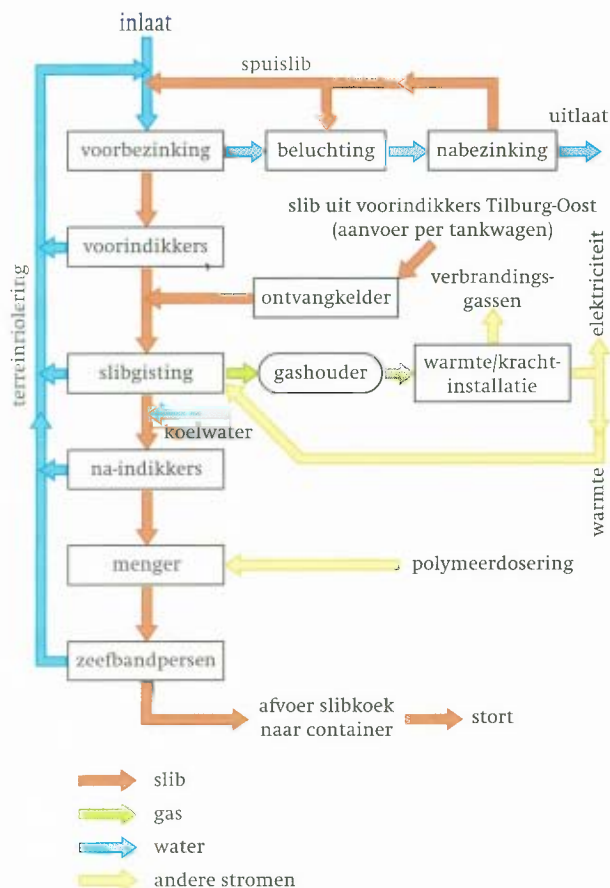 inlaat
spuislib
uitlaat
voorbezinking
beluchting
nabezinking
slib uit voorindikkers Tilburg-Oost
(aanvoer per tankwagen)
voorindikkers
ontvangkelder
verbrandings-
gassen
elektriciteit
terreinriolering
slibgisting
gashouder
warmte/kracht-
installatie
koelwater
na-indikkers
warmte
menger
polymeerdosering
zeefbandpersen
afvoer slibkoek
naar container
stort
slib
gas
water
andere stromen